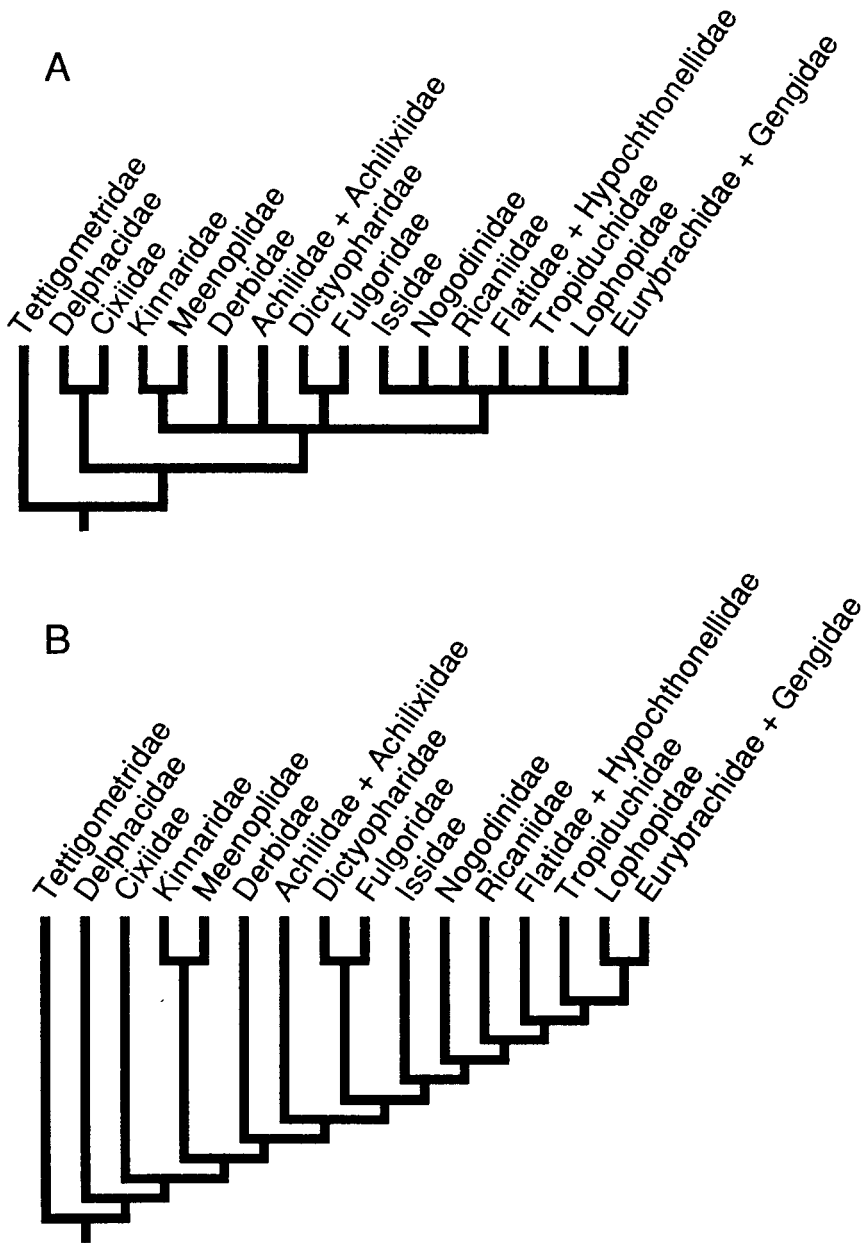 A
Tettigometridae
Delphacidae
Cixiidae
Kinnaridae
Meenoplidae
Derbidae
Achilidae + Achilixiidae
Dictyopharidae
Fulgoridae
Issidae
Nogodinidae
Ricaniidae
Flatidae + Hypochthonellidae
Tropiduchidae
Lophopidae
Eurybrachidae + Gengidae
B
Tettigometridae
Delphacidae
Cixiidae
Kinnaridae
Meenoplidae
Derbidae
Achilidae + Achilixiidae
Dictyopharidae
Fulgoridae
Issidae
Nogodinidae
Ricaniidae
Flatidae + Hypochthonellidae
Tropiduchidae
Lophopidae
Eurybrachidae + Gengidae